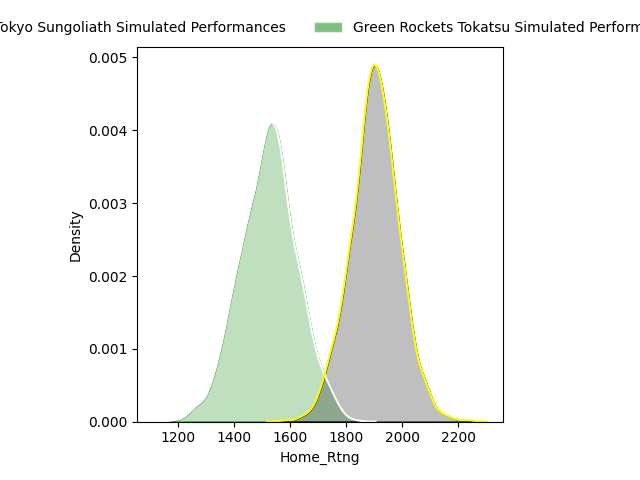 Tokyo Sungoliath Simulated Performances
Green Rockets Tokatsu Simulated Perform
0.005
0.004
0.003
0.002
0.001
0.000
Density
1200 1400 1600 1800 2000 2200
Home_Rtng